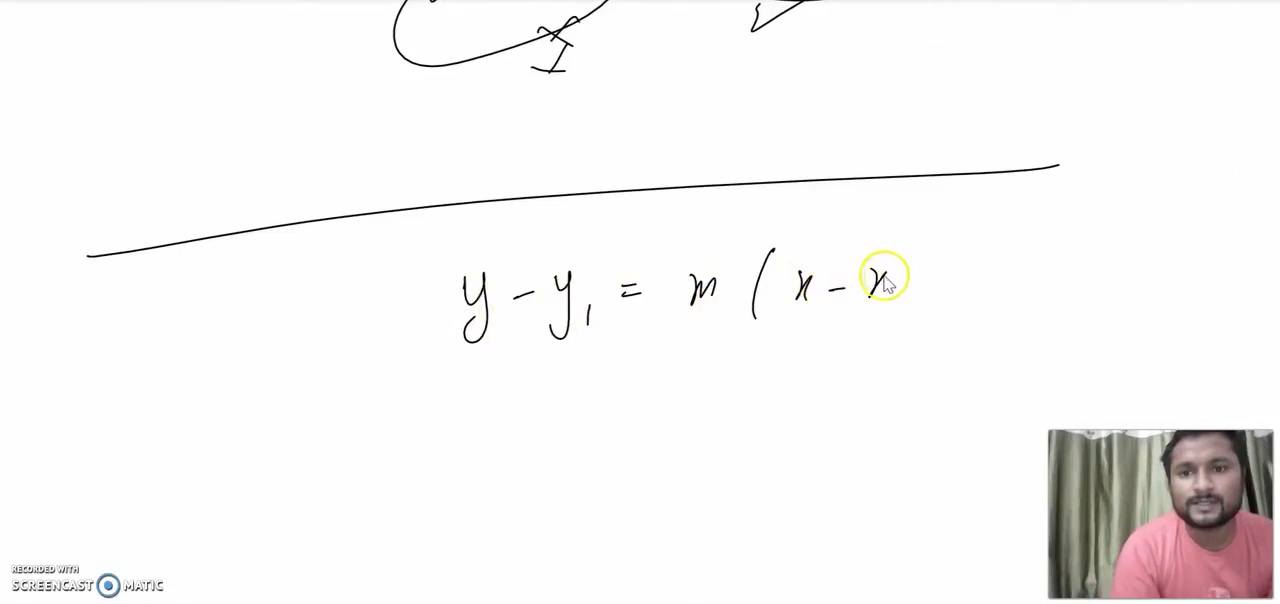 I
y - y₁ = m ( x - x
RECORDED WITH
SCREENCAST MATIC